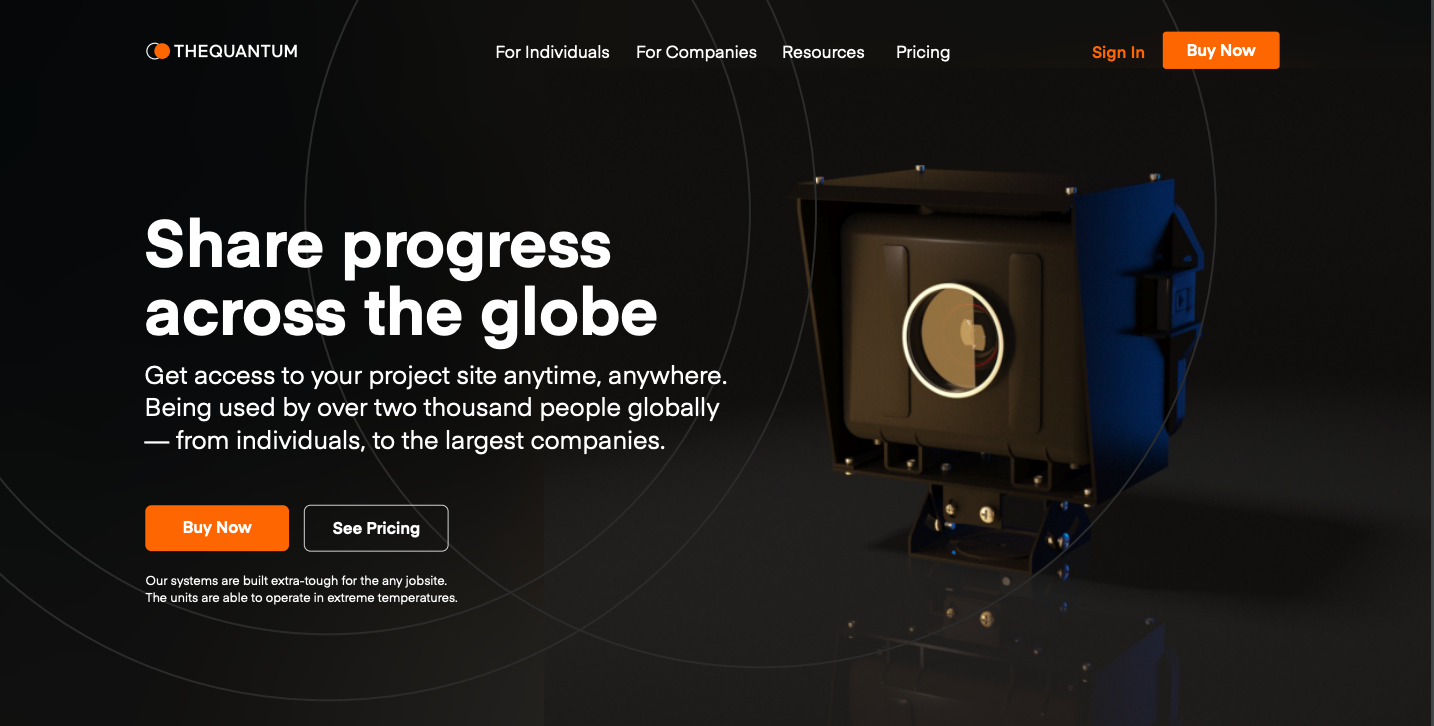 THEQUANTUM
For Individuals For Companies Resources Pricing
Sign In
Buy Now
Share progress
across the globe
Get access to your project site anytime, anywhere.
Being used by over two thousand people globally
— from individuals, to the largest companies.
Buy Now
See Pricing
Our systems are built extra-tough for the any jobsite.
The units are able to operate in extreme temperatures.